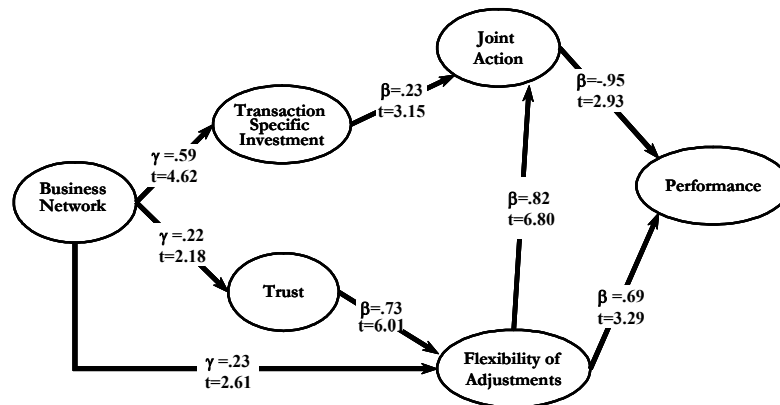 Joint
Action
β=-.95
t=2.93
β=.23
t=3.15
Transaction
Specific
Investment
γ =.59
t=4.62
Business
Network
Performance
β=.82
t=6.80
γ =.22
t=2.18
Trust
β=.73
t=6.01
β =.69
t=3.29
γ =.23
t=2.61
Flexibility of
Adjustments